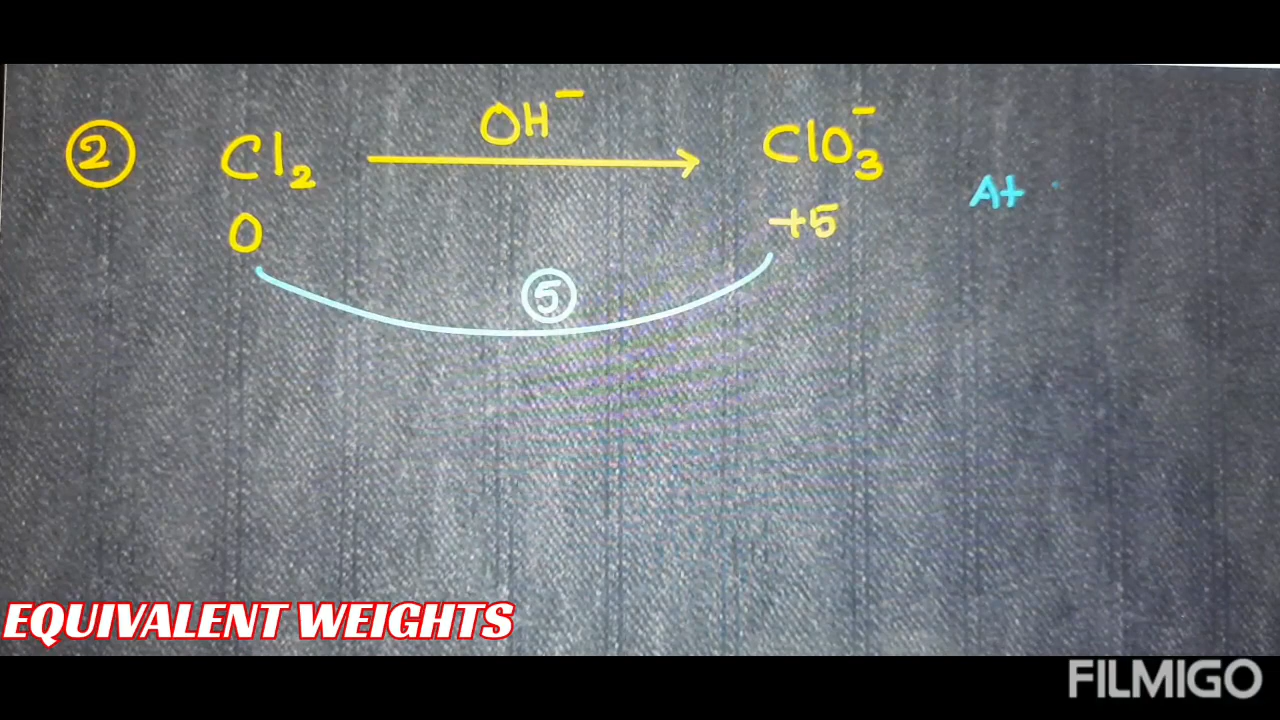 ② Cl₂ OH⁻ → ClO₃⁻
0 +5 At
⑤
EQUIVALENT WEIGHTS
FILMIGO